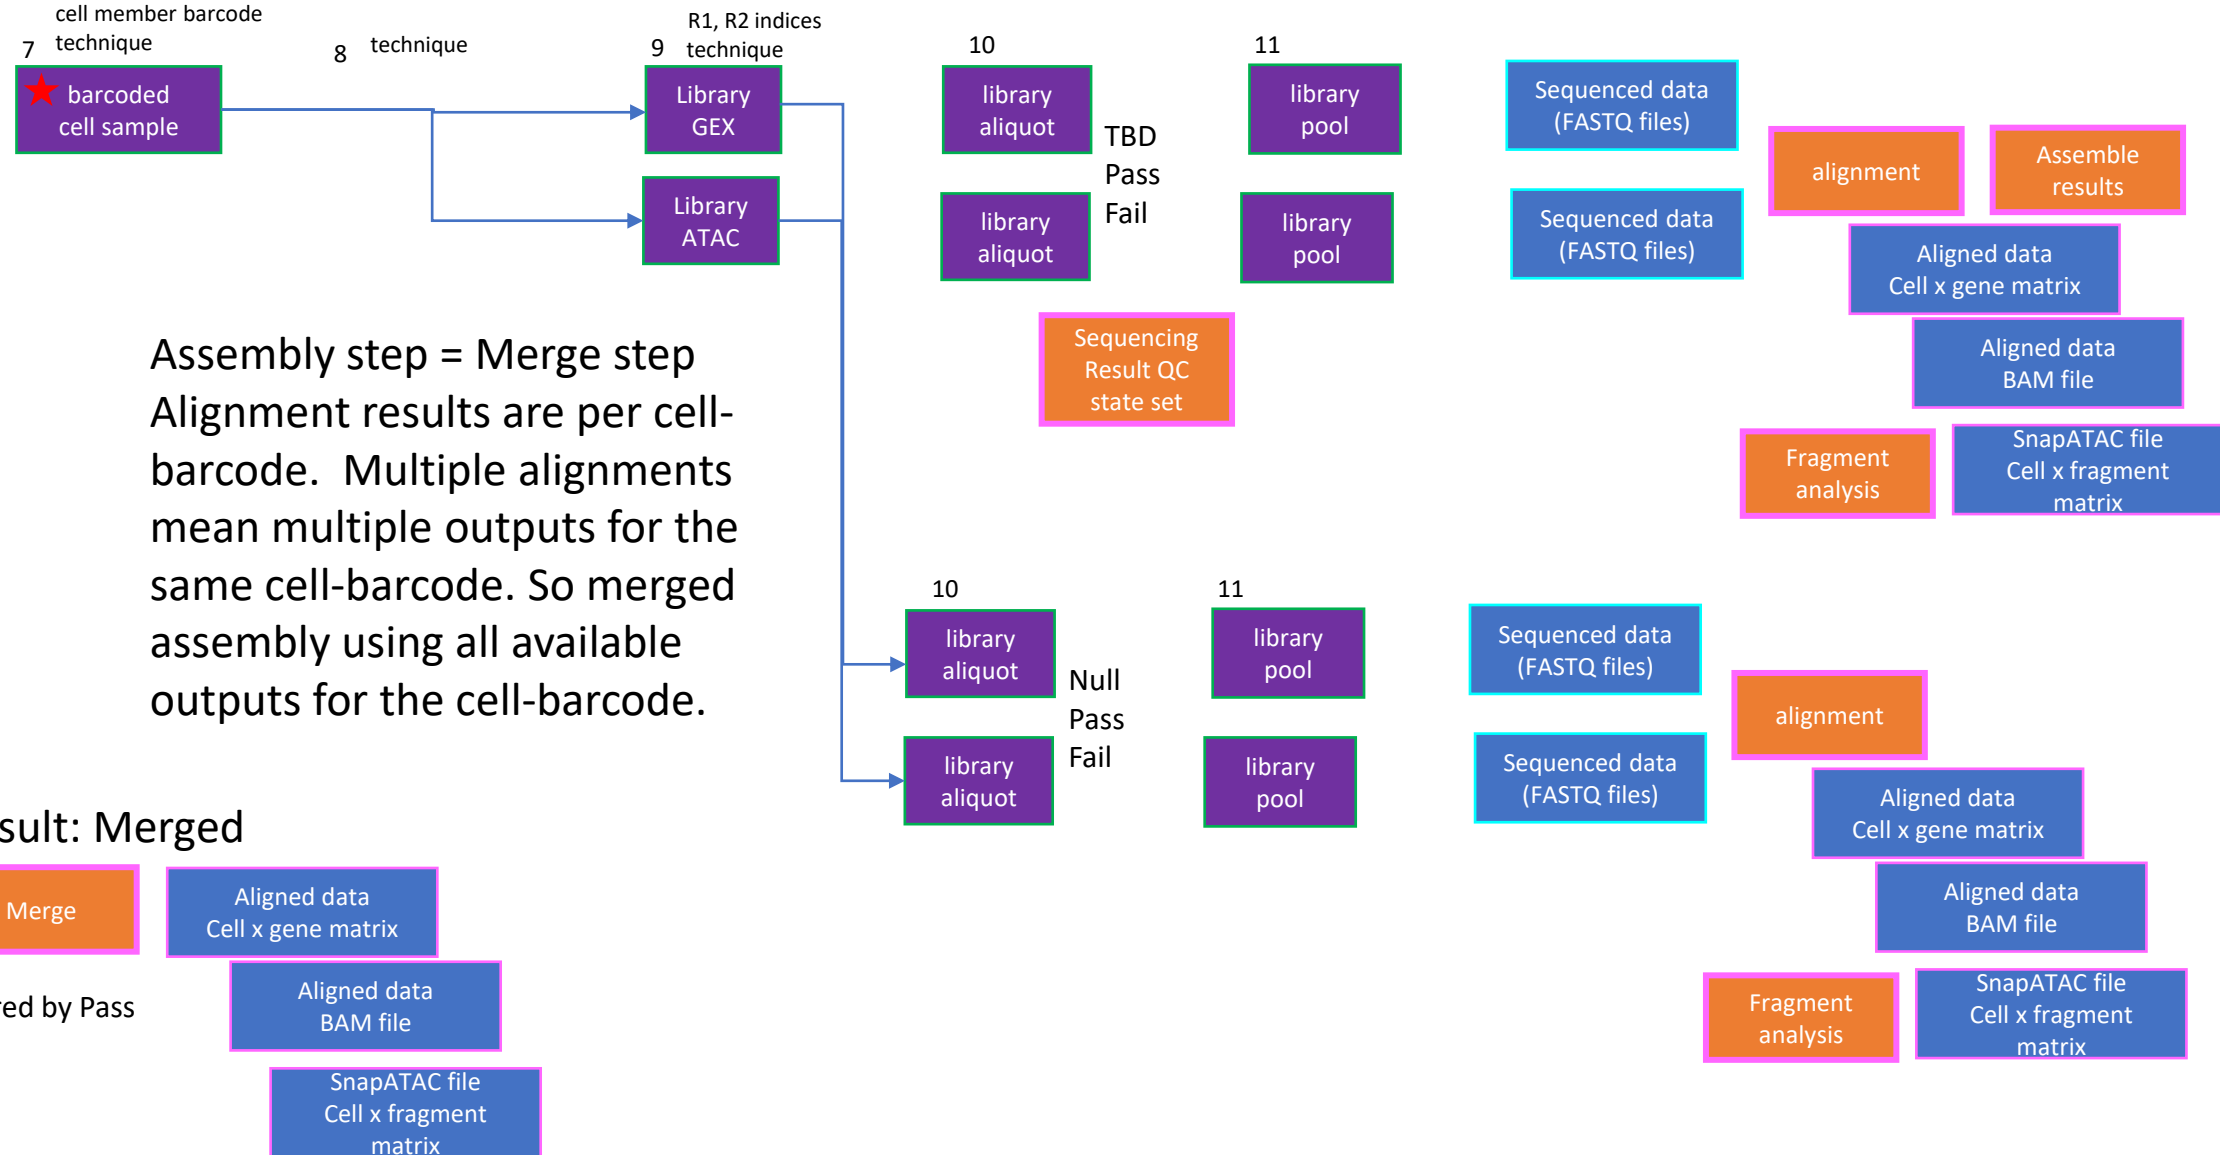 cell member barcode
7 technique
8 technique
R1, R2 indices
9 technique
10
11
barcoded
cell sample
Library
GEX
Library
ATAC
library
aliquot
library
aliquot
TBD
Pass
Fail
library
pool
library
pool
Sequenced data
(FASTQ files)
Sequenced data
(FASTQ files)
alignment
Assemble
results
Aligned data
Cell x gene matrix
Aligned data
BAM file
Fragment
analysis
SnapATAC file
Cell x fragment
matrix
Sequencing
Result QC
state set
Assembly step = Merge step
Alignment results are per cell-
barcode.  Multiple alignments
mean multiple outputs for the
same cell-barcode. So merged
assembly using all available
outputs for the cell-barcode.
10
11
library
aliquot
library
aliquot
Null
Pass
Fail
library
pool
library
pool
Sequenced data
(FASTQ files)
Sequenced data
(FASTQ files)
alignment
Aligned data
Cell x gene matrix
Aligned data
BAM file
Fragment
analysis
SnapATAC file
Cell x fragment
matrix
sult: Merged
Merge
Aligned data
Cell x gene matrix
red by Pass
Aligned data
BAM file
SnapATAC file
Cell x fragment
matrix